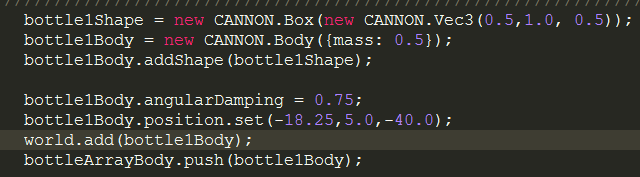 ////////////////////////////////////////////////////////////////
bottle1Shape = new CANNON.Box(new CANNON.Vec3(0.5,1.0, 0.5));
bottle1Body = new CANNON.Body({mass: 0.5});
bottle1Body.addShape(bottle1Shape);
bottle1Body.angularDamping = 0.75;
bottle1Body.position.set(-18.25,5.0,-40.0);
world.add(bottle1Body);
bottleArrayBody.push(bottle1Body);